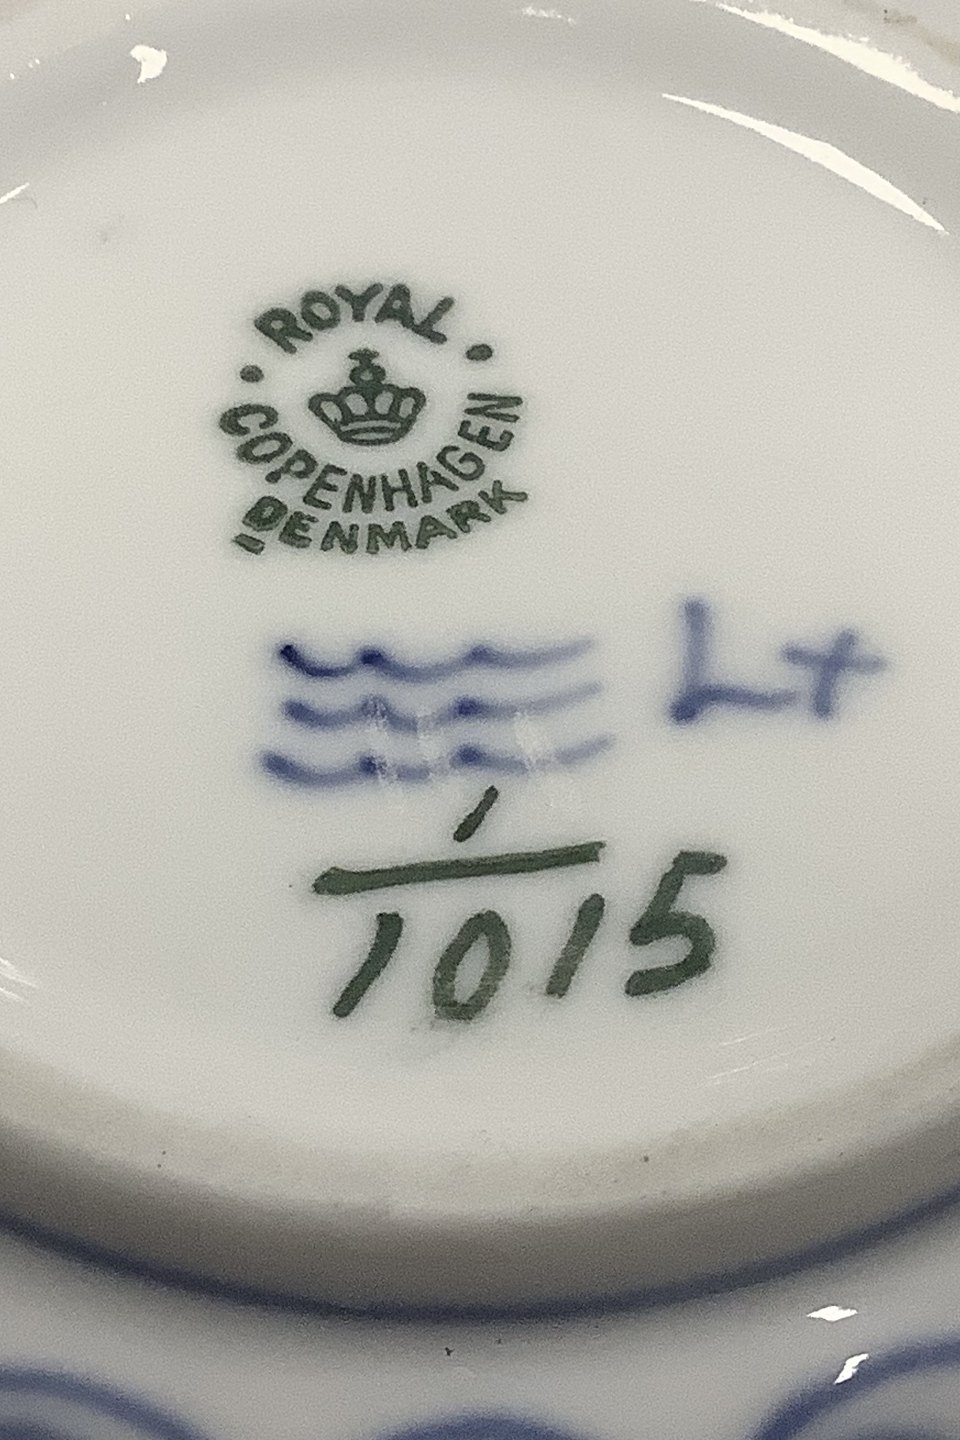 ROYAL
COPENHAGEN
DENMARK
L+
1
1015